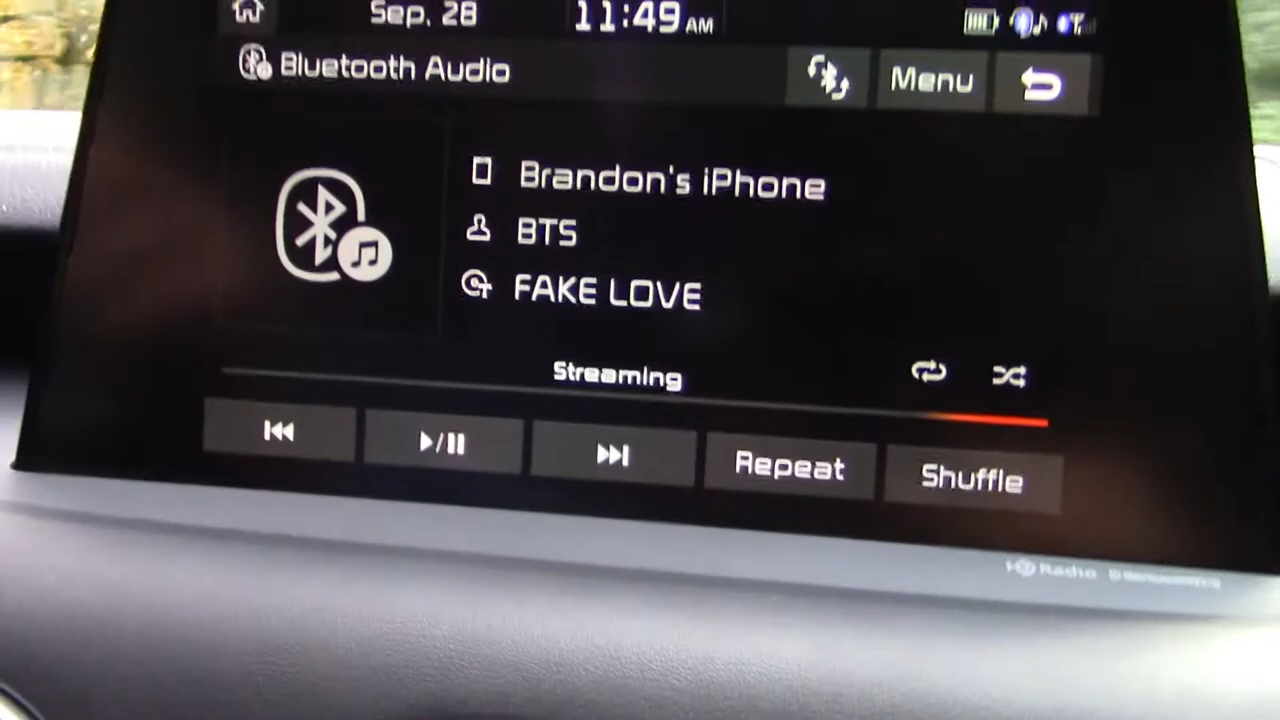 Sep. 28 11:49 AM
Bluetooth Audio Menu
Brandon's iPhone
BTS
FAKE LOVE
Streaming
Repeat Shuffle
HD Radio